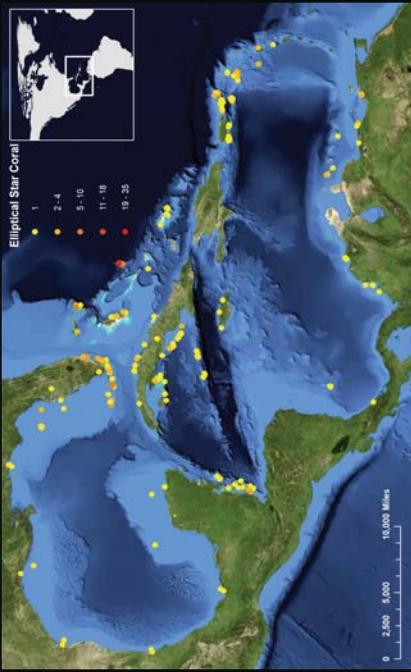 Elliptical Star Coral
1
2 - 4
5 - 10
11 - 18
19 - 35
0 2,500 5,000 10,000 Miles